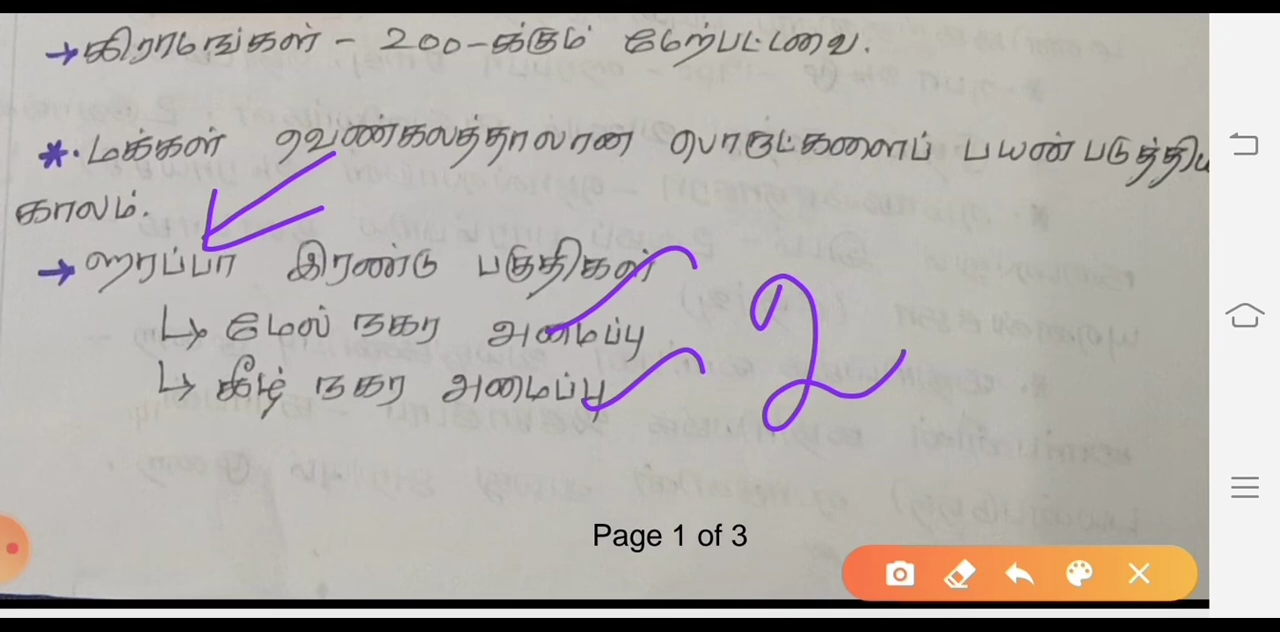 → கிராமங்கள் - 200-க்கும் மேற்பட்டவை.
*. மக்கள் வெண்கலத்தாலான பொருட்களைப் பயன்படுத்திய
காலம்.
→ ஹரப்பா இரண்டு பகுதிகள்
↳ மேல் நகர அமைப்பு
↳ கீழ் நகர அமைப்பு
2
Page 1 of 3